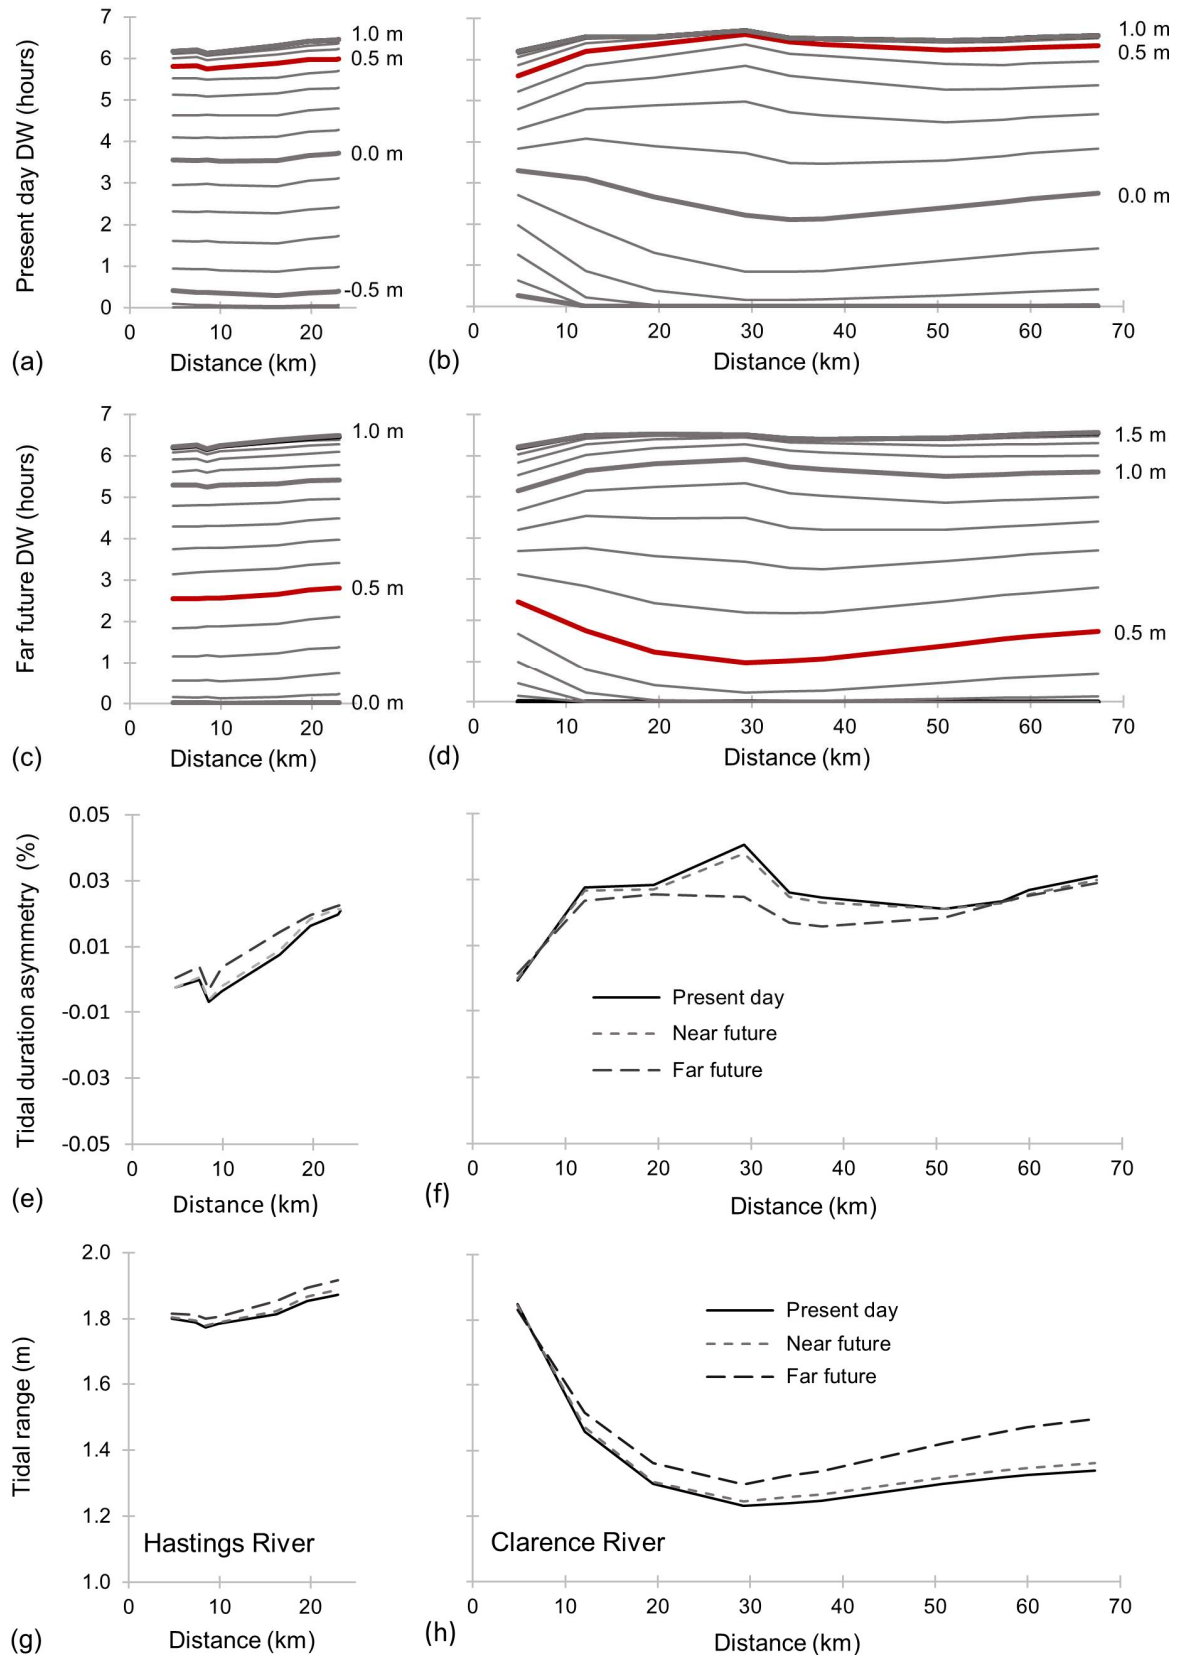 Present day DW (hours)
7
6
5
4
3
2
1
0
1.0 m
0.5 m
0.0 m
-0.5 m
0 10 20
(a) Distance (km)
1.0 m
0.5 m
0.0 m
0 10 20 30 40 50 60 70
(b) Distance (km)
Far future DW (hours)
7
6
5
4
3
2
1
0
1.0 m
0.5 m
0.0 m
0 10 20
(c) Distance (km)
1.5 m
1.0 m
0.5 m
0 10 20 30 40 50 60 70
(d) Distance (km)
Tidal duration asymmetry (%)
0.05
0.03
0.01
-0.01
-0.03
-0.05
0 10 20
(e) Distance (km)
Present day
Near future
Far future
0 10 20 30 40 50 60 70
(f) Distance (km)
Tidal range (m)
2.0
1.8
1.6
1.4
1.2
1.0
Hastings River
0 10 20
(g) Distance (km)
Present day
Near future
Far future
Clarence River
0 10 20 30 40 50 60 70
(h) Distance (km)